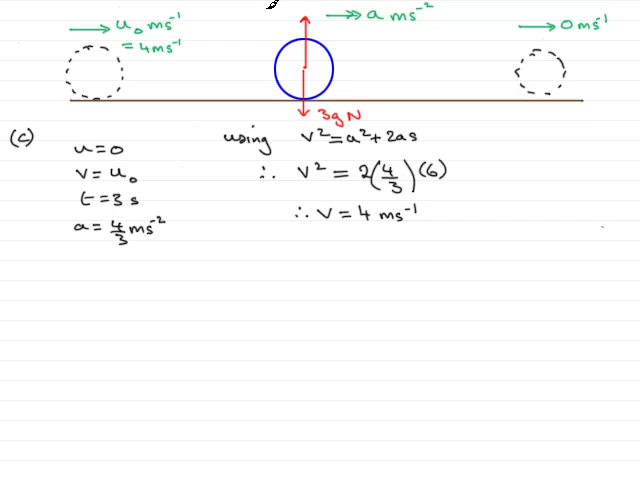 u₀ ms⁻¹
= 4ms⁻¹
a ms⁻²
0 ms⁻¹
3g N
(c)
u = 0
v = u₀
t = 3 s
a = 4/3 ms⁻²
using v² = a² + 2as
∴ v² = 2(4/3)(6)
∴ v = 4 ms⁻¹